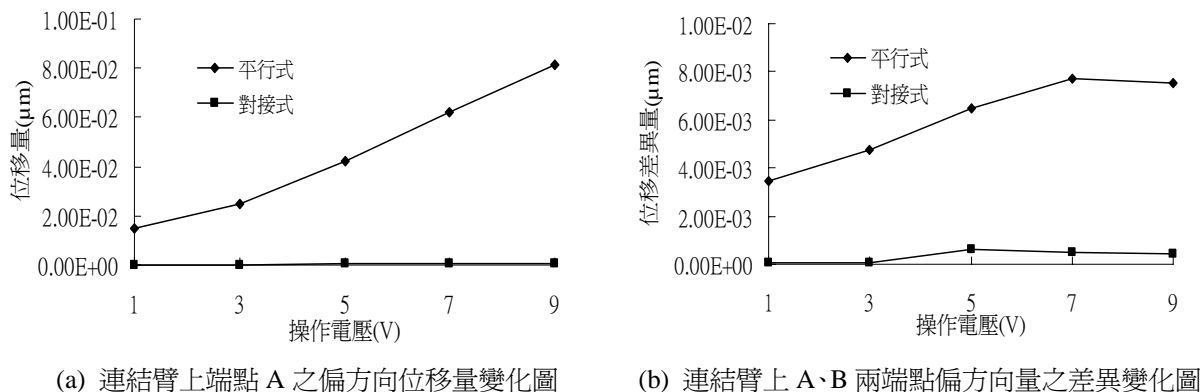 1.00E-01
8.00E-02
6.00E-02
4.00E-02
2.00E-02
0.00E+00
位移量(μm)
平行式
對接式
1 3 5 7 9
操作電壓(V)
(a) 連結臂上端點 A 之偏方向位移量變化圖
1.00E-02
8.00E-03
6.00E-03
4.00E-03
2.00E-03
0.00E+00
位移差異量(μm)
平行式
對接式
1 3 5 7 9
操作電壓(V)
(b) 連結臂上 A、B 兩端點偏方向量之差異變化圖